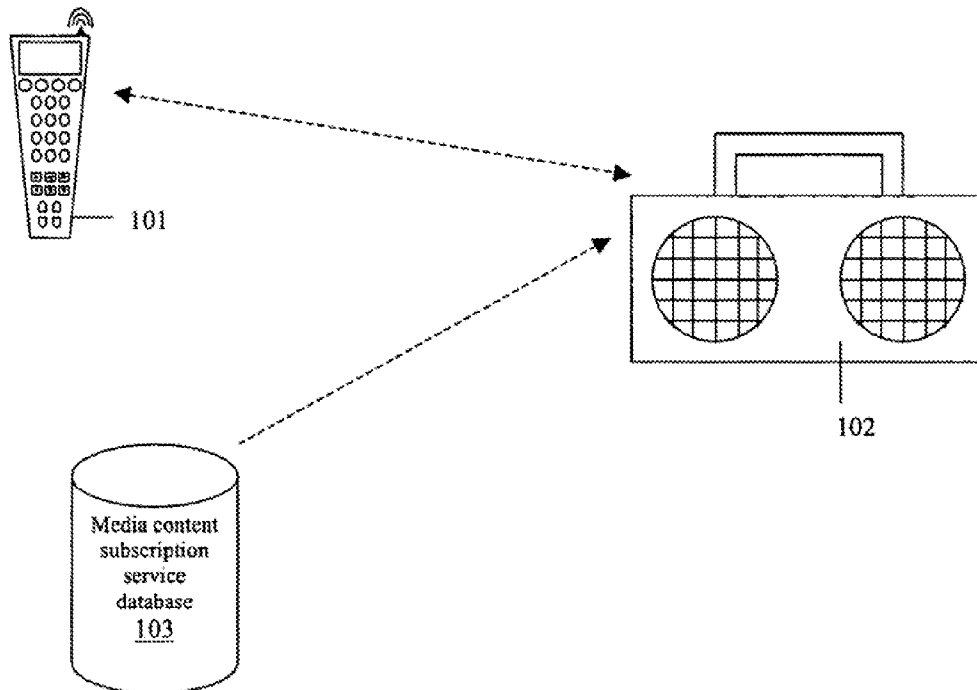 101
102
Media content
subscription
service
database
103